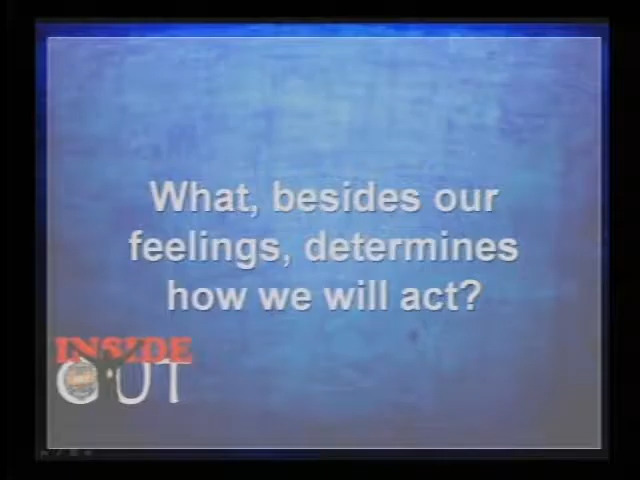 What, besides our
feelings, determines
how we will act?
INSIDE
OUT